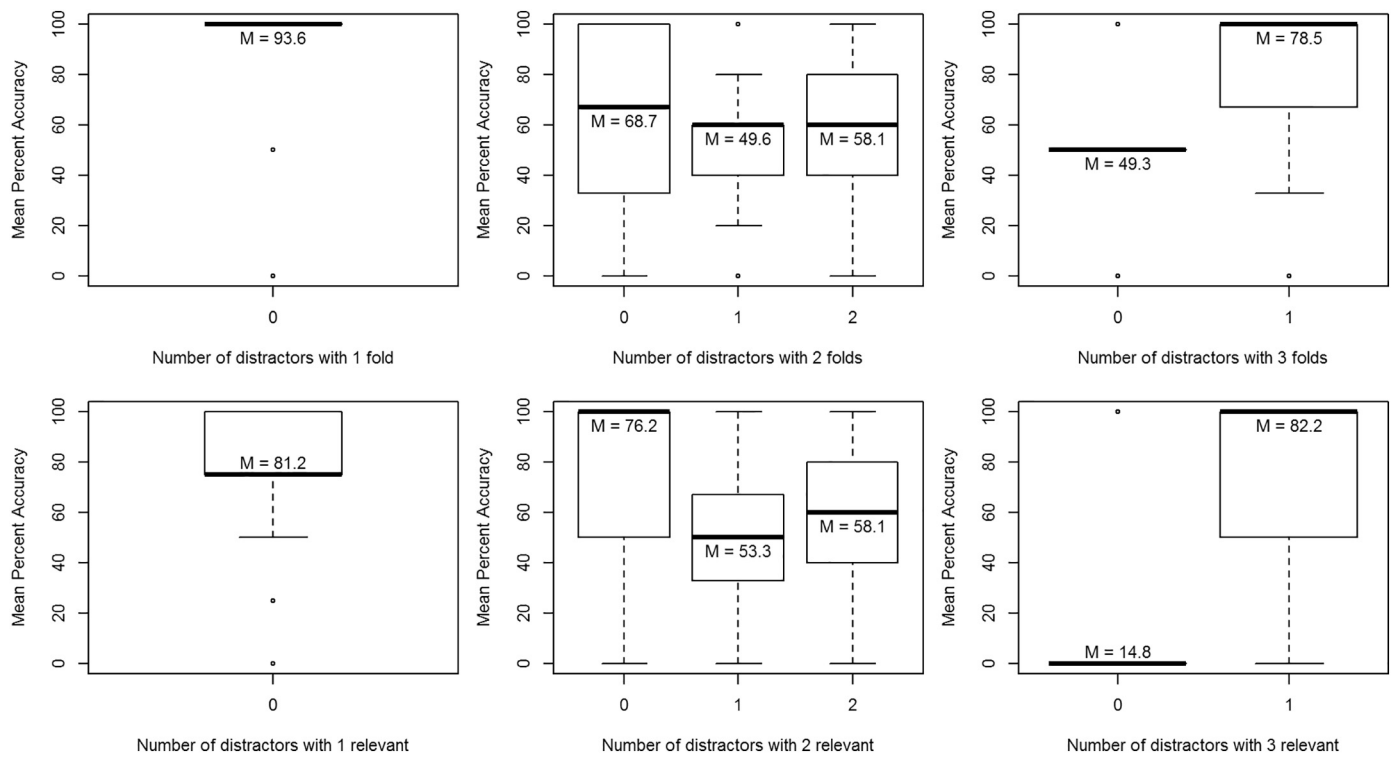 Mean Percent Accuracy
100
80
60
40
20
0
M = 93.6
0
Number of distractors with 1 fold
Mean Percent Accuracy
100
80
60
40
20
0
M = 68.7
M = 49.6
M = 58.1
0 1 2
Number of distractors with 2 folds
Mean Percent Accuracy
100
80
60
40
20
0
M = 49.3
M = 78.5
0 1
Number of distractors with 3 folds
Mean Percent Accuracy
100
80
60
40
20
0
M = 81.2
0
Number of distractors with 1 relevant
Mean Percent Accuracy
100
80
60
40
20
0
M = 76.2
M = 53.3
M = 58.1
0 1 2
Number of distractors with 2 relevant
Mean Percent Accuracy
100
80
60
40
20
0
M = 14.8
M = 82.2
0 1
Number of distractors with 3 relevant